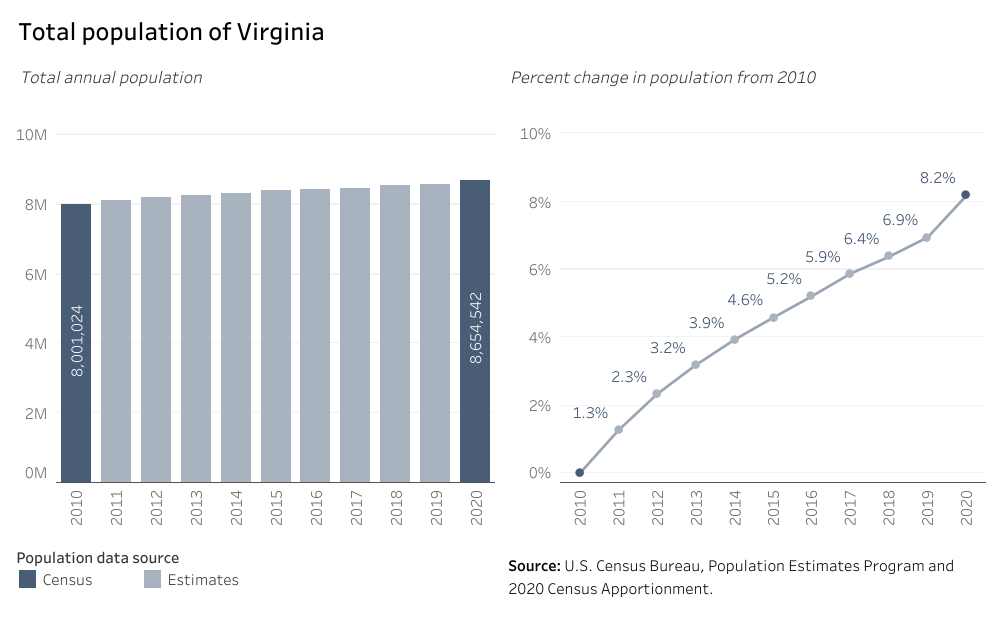 Total population of Virginia
Total annual population
10M
8M
6M
4M
2M
0M
8,001,024
8,654,542
2010
2011
2012
2013
2014
2015
2016
2017
2018
2019
2020
Population data source
Census
Estimates
Percent change in population from 2010
10%
8%
6%
4%
2%
0%
1.3%
2.3%
3.2%
3.9%
4.6%
5.2%
5.9%
6.4%
6.9%
8.2%
2010
2011
2012
2013
2014
2015
2016
2017
2018
2019
2020
Source: U.S. Census Bureau, Population Estimates Program and
2020 Census Apportionment.